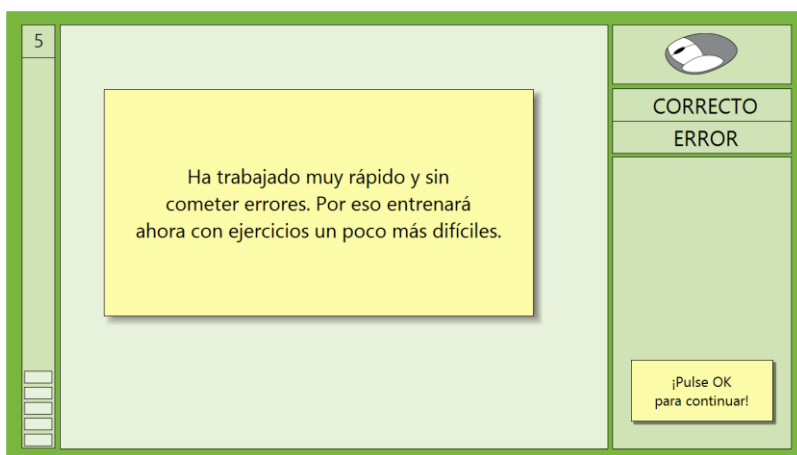 5
Ha trabajado muy rápido y sin
cometer errores. Por eso entrenará
ahora con ejercicios un poco más difíciles.
CORRECTO
ERROR
¡Pulse OK
para continuar!